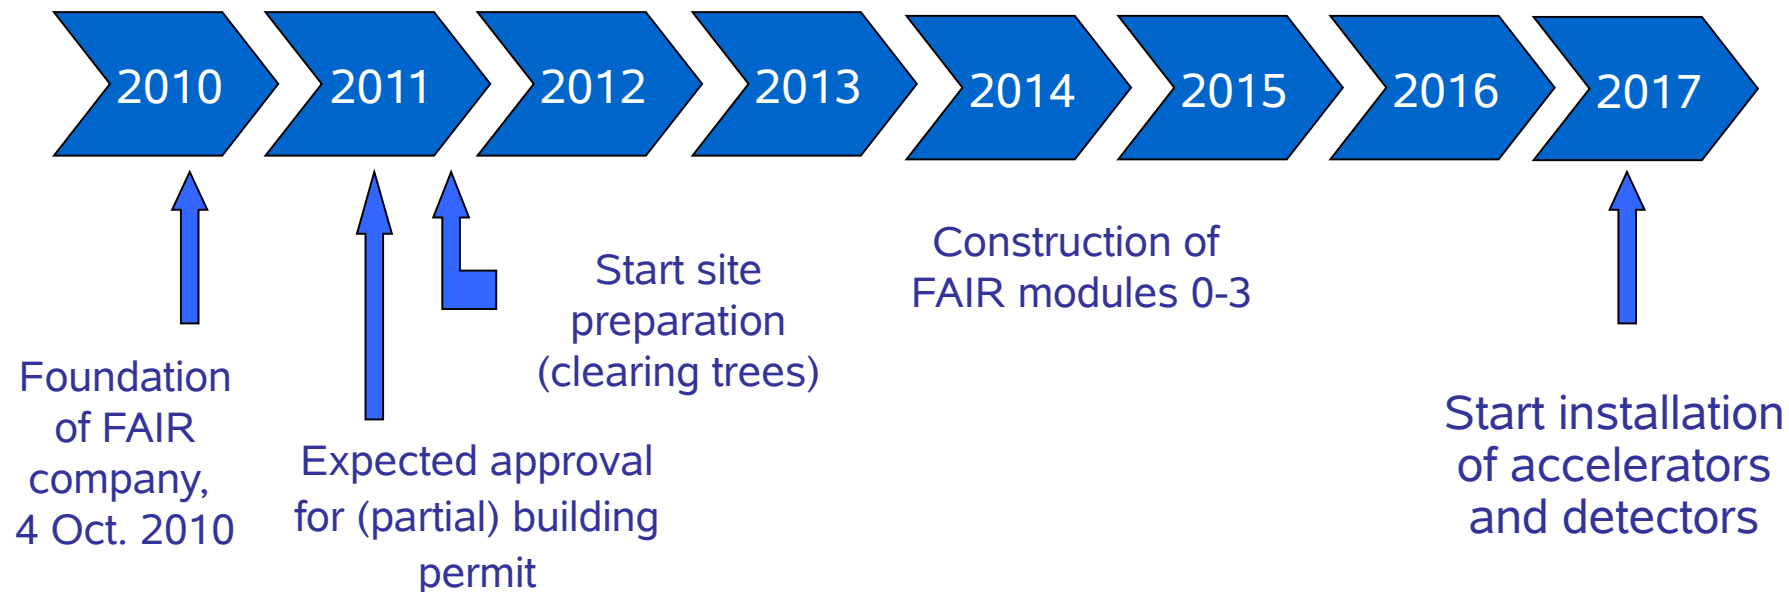 2010
2011
2012
2013
2014
2015
2016
2017
Foundation
of FAIR
company,
4 Oct. 2010
Expected approval
for (partial) building
permit
Start site
preparation
(clearing trees)
Construction of
FAIR modules 0-3
Start installation
of accelerators
and detectors